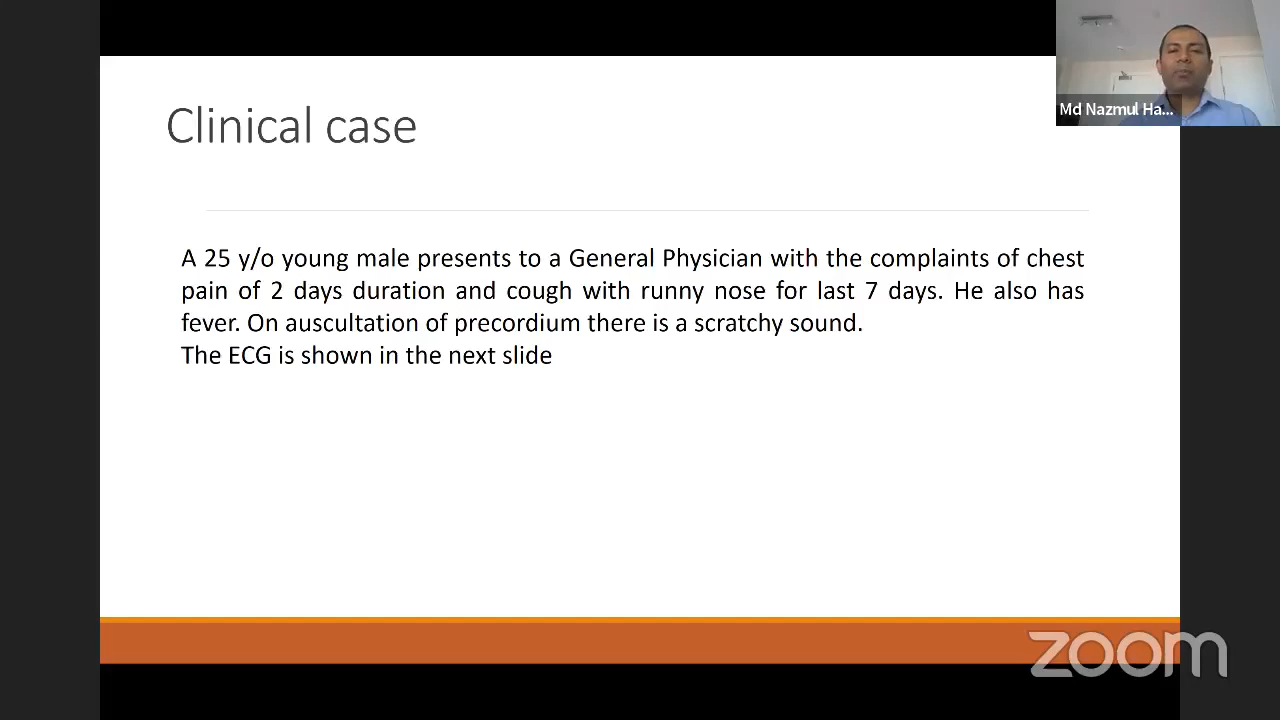 Md Nazmul Ha...
Clinical case
A 25 y/o young male presents to a General Physician with the complaints of chest
pain of 2 days duration and cough with runny nose for last 7 days. He also has
fever. On auscultation of precordium there is a scratchy sound.
The ECG is shown in the next slide
zoom